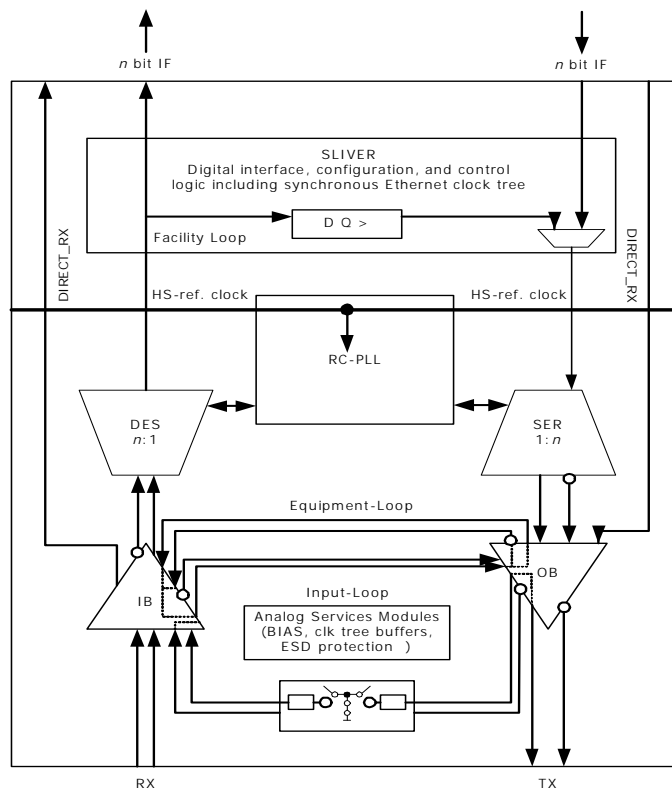 n bit IF
n bit IF
SLIVER
Digital interface, configuration, and control
logic including synchronous Ethernet clock tree
D Q >
Facility Loop
DIRECT_RX
DIRECT_RX
HS-ref. clock
HS-ref. clock
RC-PLL
DES
n:1
SER
1:n
Equipment-Loop
IB
OB
Input-Loop
Analog Services Modules
(BIAS, clk tree buffers,
ESD protection )
RX
TX